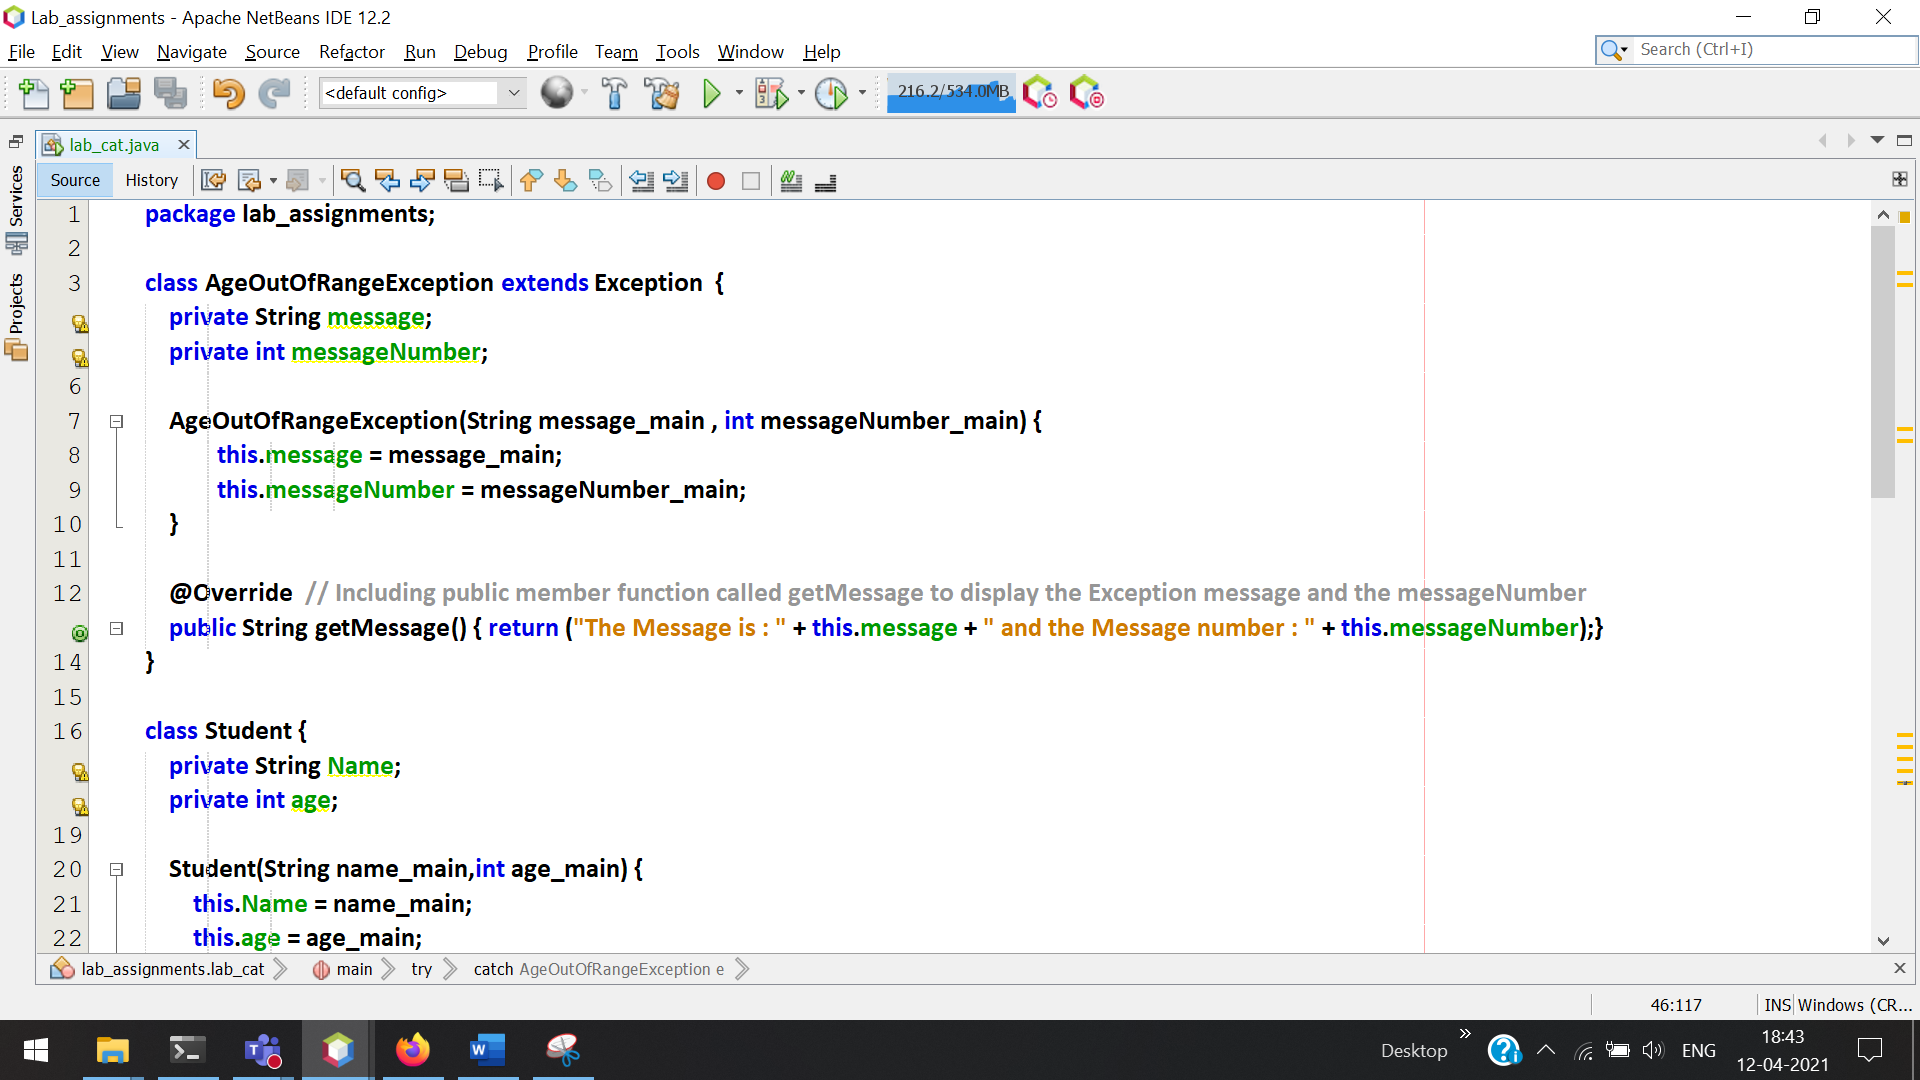 Lab_assignments - Apache NetBeans IDE 12.2
File Edit View Navigate Source Refactor Run Debug Profile Team Tools Window Help
Search (Ctrl+I)
<default config>
216.2/534.0MB
lab_cat.java
Source History
Services
Projects
1 package lab_assignments;
2
3 class AgeOutOfRangeException extends Exception {
private String message;
private int messageNumber;
6
7 AgeOutOfRangeException(String message_main , int messageNumber_main) {
8 this.message = message_main;
9 this.messageNumber = messageNumber_main;
10 }
11
12 @Override // Including public member function called getMessage to display the Exception message and the messageNumber
public String getMessage() { return ("The Message is : " + this.message + " and the Message number : " + this.messageNumber);}
14 }
15
16 class Student {
private String Name;
private int age;
19
20 Student(String name_main,int age_main) {
21 this.Name = name_main;
22 this.age = age_main;
lab_assignments.lab_cat main try catch AgeOutOfRangeException e
46:117 INS Windows (CR...
Desktop ENG 18:43
12-04-2021